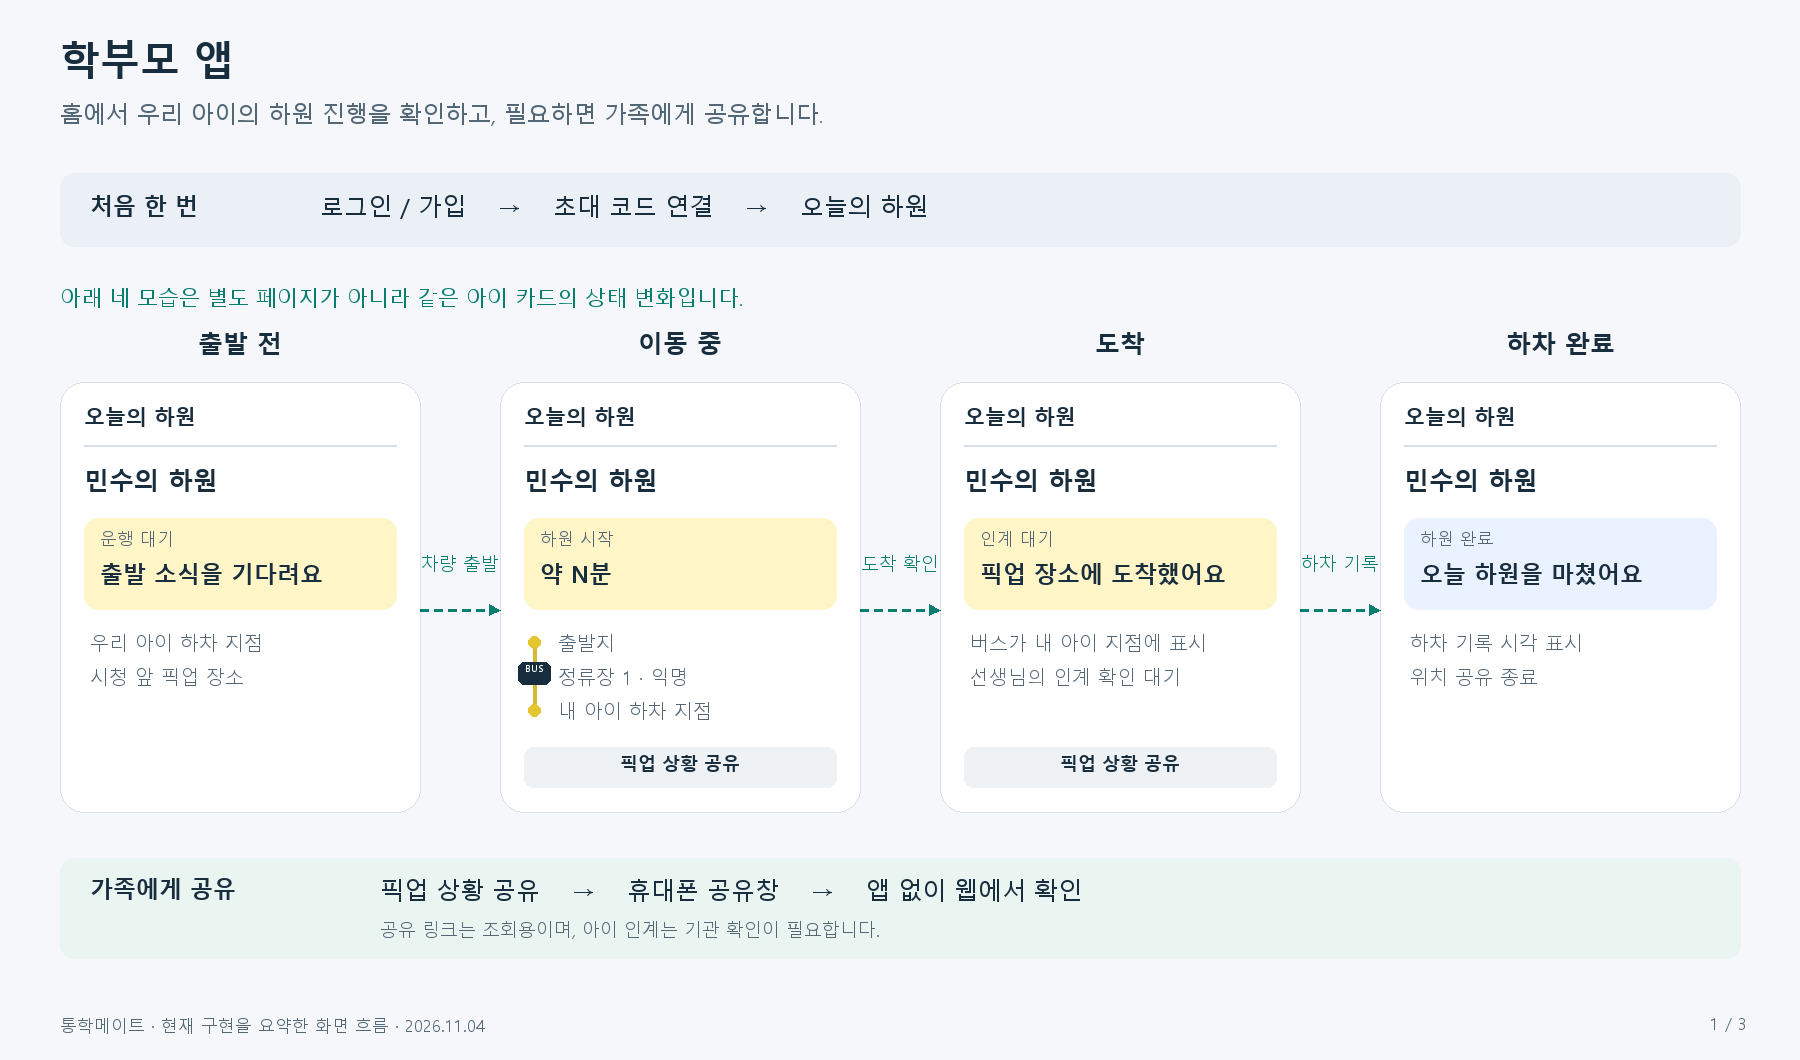 학부모 앱
홈에서 우리 아이의 하원 진행을 확인하고, 필요하면 가족에게 공유합니다.
처음 한 번 로그인 / 가입 → 초대 코드 연결 → 오늘의 하원
아래 네 모습은 별도 페이지가 아니라 같은 아이 카드의 상태 변화입니다.
출발 전
오늘의 하원
민수의 하원
운행 대기
출발 소식을 기다려요
우리 아이 하차 지점
시청 앞 픽업 장소
차량 출발
이동 중
오늘의 하원
민수의 하원
하원 시작
약 N분
출발지
BUS
정류장 1 · 익명
내 아이 하차 지점
픽업 상황 공유
도착 확인
도착
오늘의 하원
민수의 하원
인계 대기
픽업 장소에 도착했어요
버스가 내 아이 지점에 표시
선생님의 인계 확인 대기
픽업 상황 공유
하차 기록
하차 완료
오늘의 하원
민수의 하원
하원 완료
오늘 하원을 마쳤어요
하차 기록 시각 표시
위치 공유 종료
가족에게 공유 픽업 상황 공유 → 휴대폰 공유창 → 앱 없이 웹에서 확인
공유 링크는 조회용이며, 아이 인계는 기관 확인이 필요합니다.
통학메이트 · 현재 구현을 요약한 화면 흐름 · 2026.11.04
1 / 3